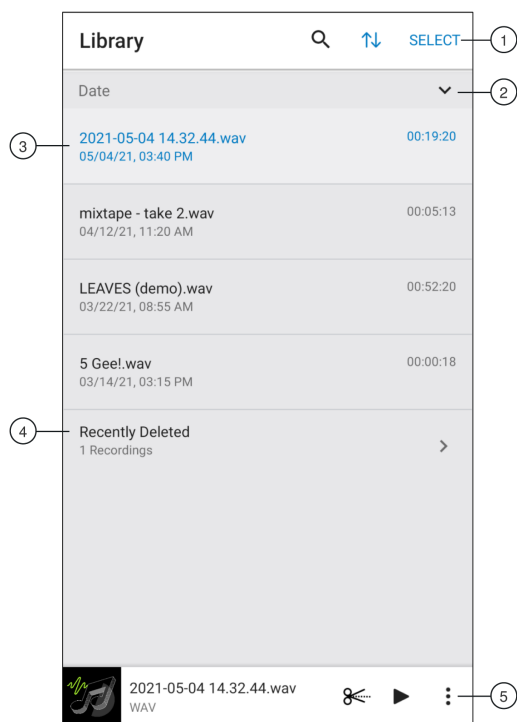 Library SELECT 1
Date 2
3 2021-05-04 14.32.44.wav 00:19:20
05/04/21, 03:40 PM
mixtape - take 2.wav 00:05:13
04/12/21, 11:20 AM
LEAVES (demo).wav 00:52:20
03/22/21, 08:55 AM
5 Gee!.wav 00:00:18
03/14/21, 03:15 PM
4 Recently Deleted
1 Recordings
2021-05-04 14.32.44.wav 5
WAV